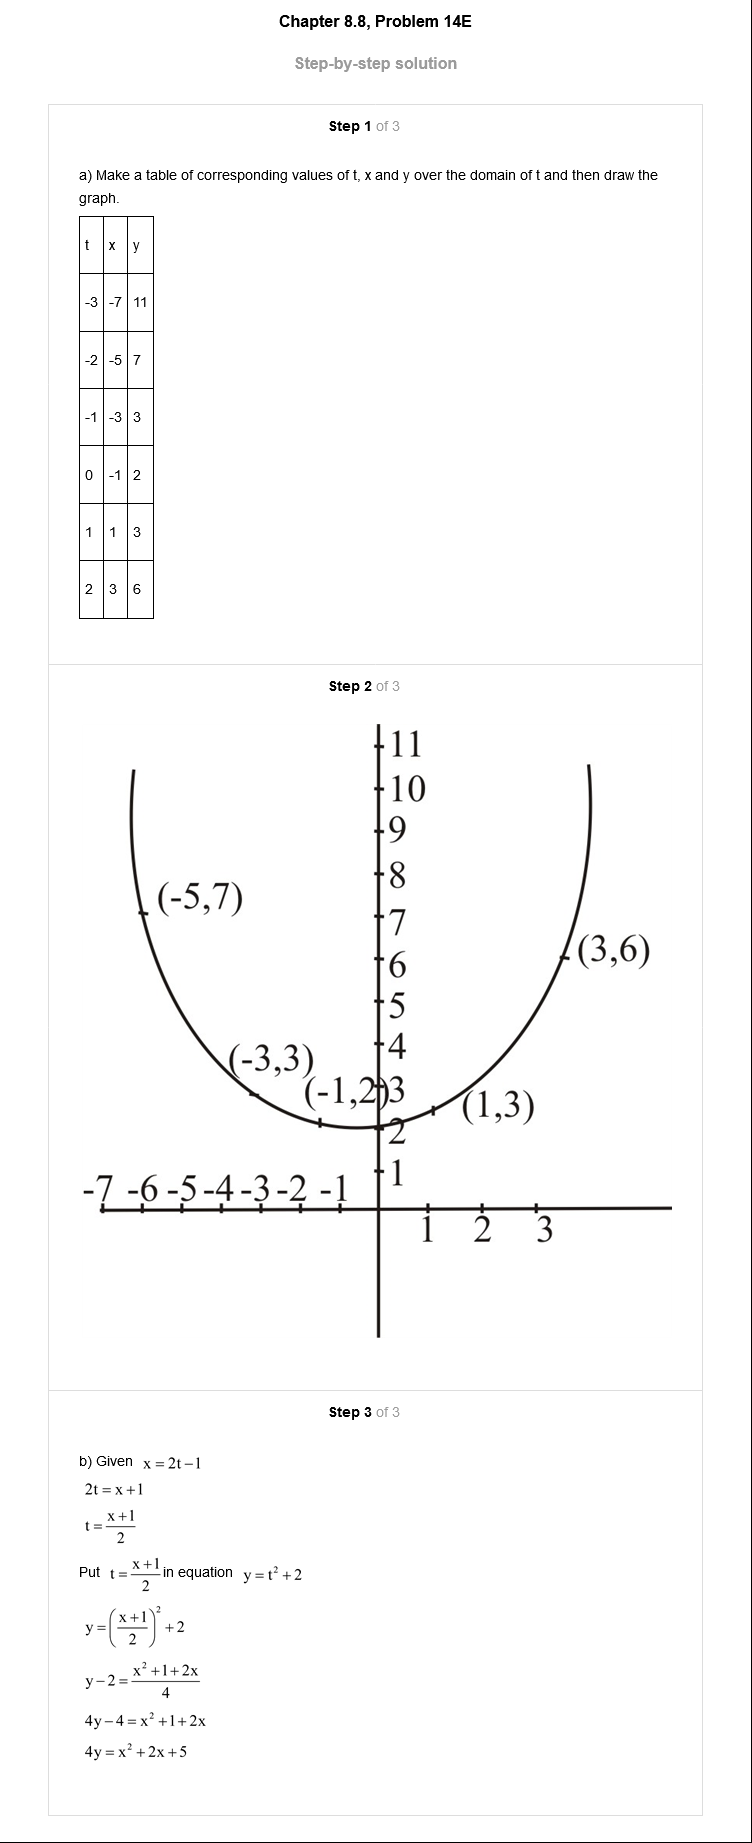 Chapter 8.8, Problem 14E
Step-by-step solution
Step 1 of 3
a) Make a table of corresponding values of t, x and y over the domain of t and then draw the
graph.
t x y
-3 -7 11
-2 -5 7
-1 -3 3
0 -1 2
1 1 3
2 3 6
Step 2 of 3
11
10
9
8
(-5,7)
7
(3,6)
6
5
4
(-3,3)
(-1,2) 3
(1,3)
2
1
-7 -6 -5 -4 -3 -2 -1
1 2 3
Step 3 of 3
b) Given x = 2t − 1
2t = x + 1
t = (x + 1)/2
Put t = (x + 1)/2 in equation y = t² + 2
y = ((x + 1)/2)² + 2
y − 2 = (x² + 1 + 2x)/4
4y − 4 = x² + 1 + 2x
4y = x² + 2x + 5